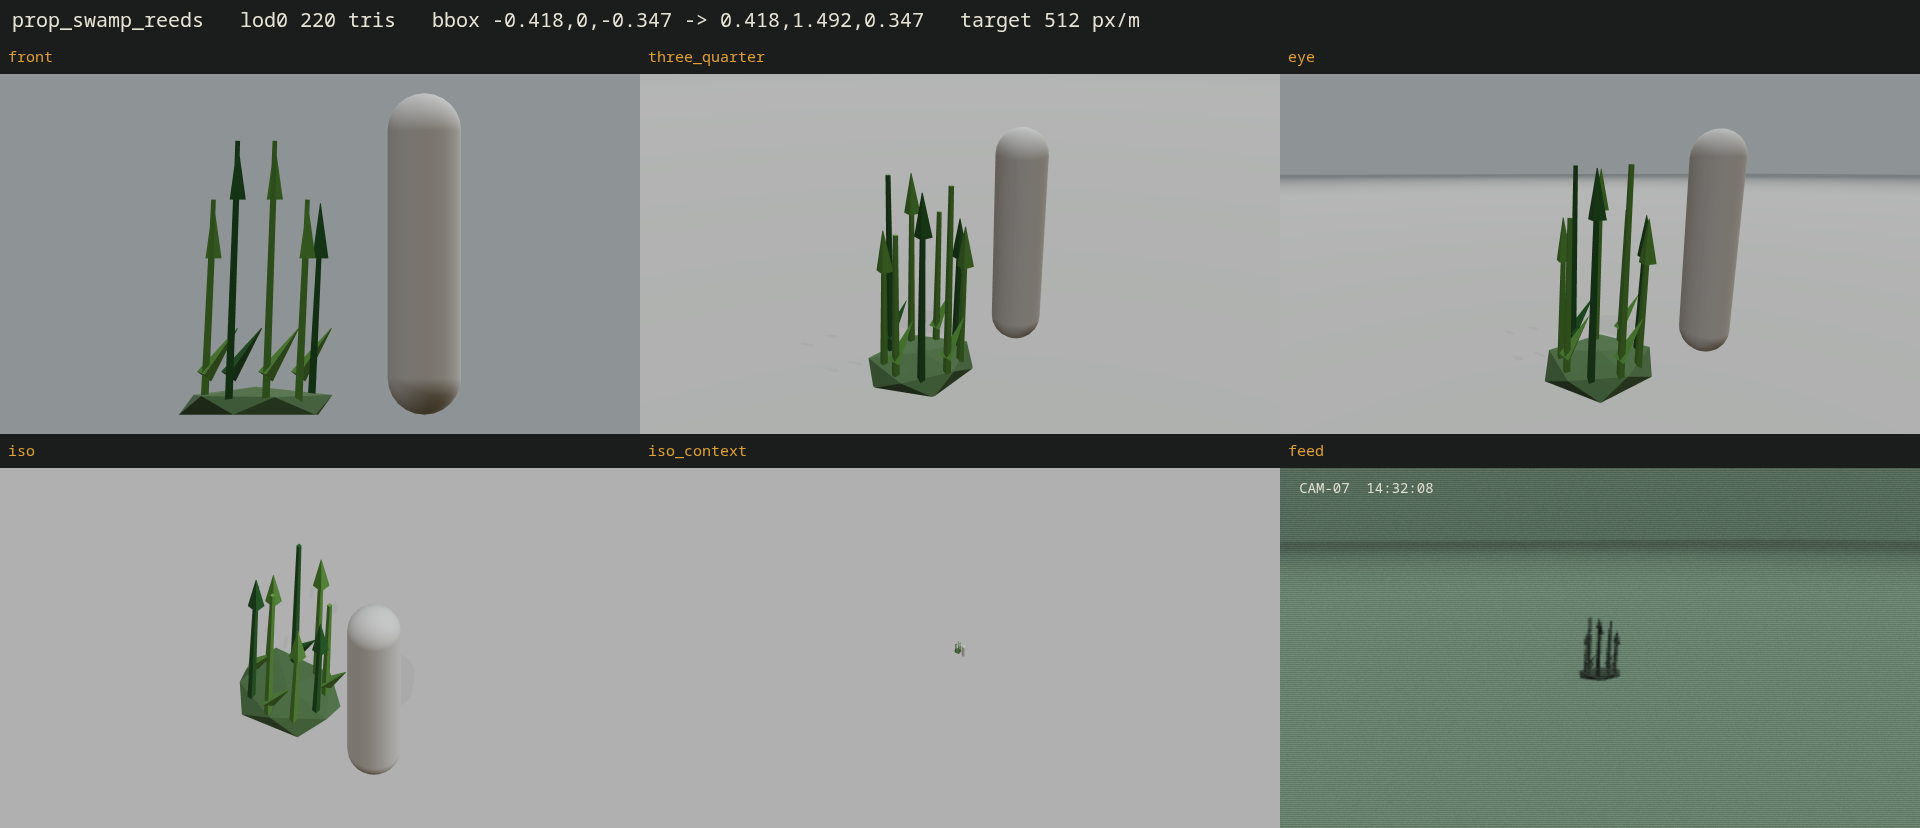 prop_swamp_reeds lod0 220 tris bbox -0.418,0,-0.347 -> 0.418,1.492,0.347 target 512 px/m
front three_quarter eye
iso iso_context feed
CAM-07 14:32:08